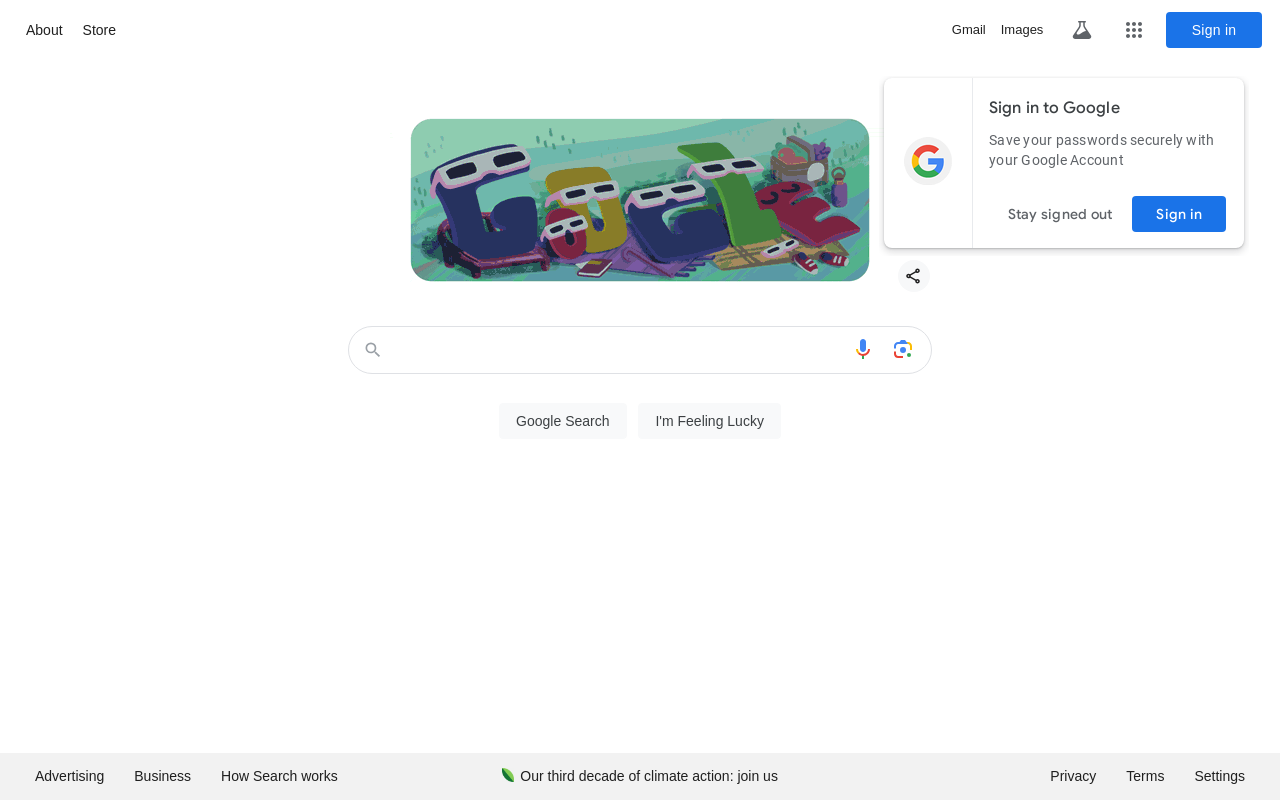 About Store
Gmail Images Sign in
Sign in to Google
Save your passwords securely with
your Google Account
Stay signed out Sign in
Google
Google Search I'm Feeling Lucky
Advertising Business How Search works
Our third decade of climate action: join us
Privacy Terms Settings